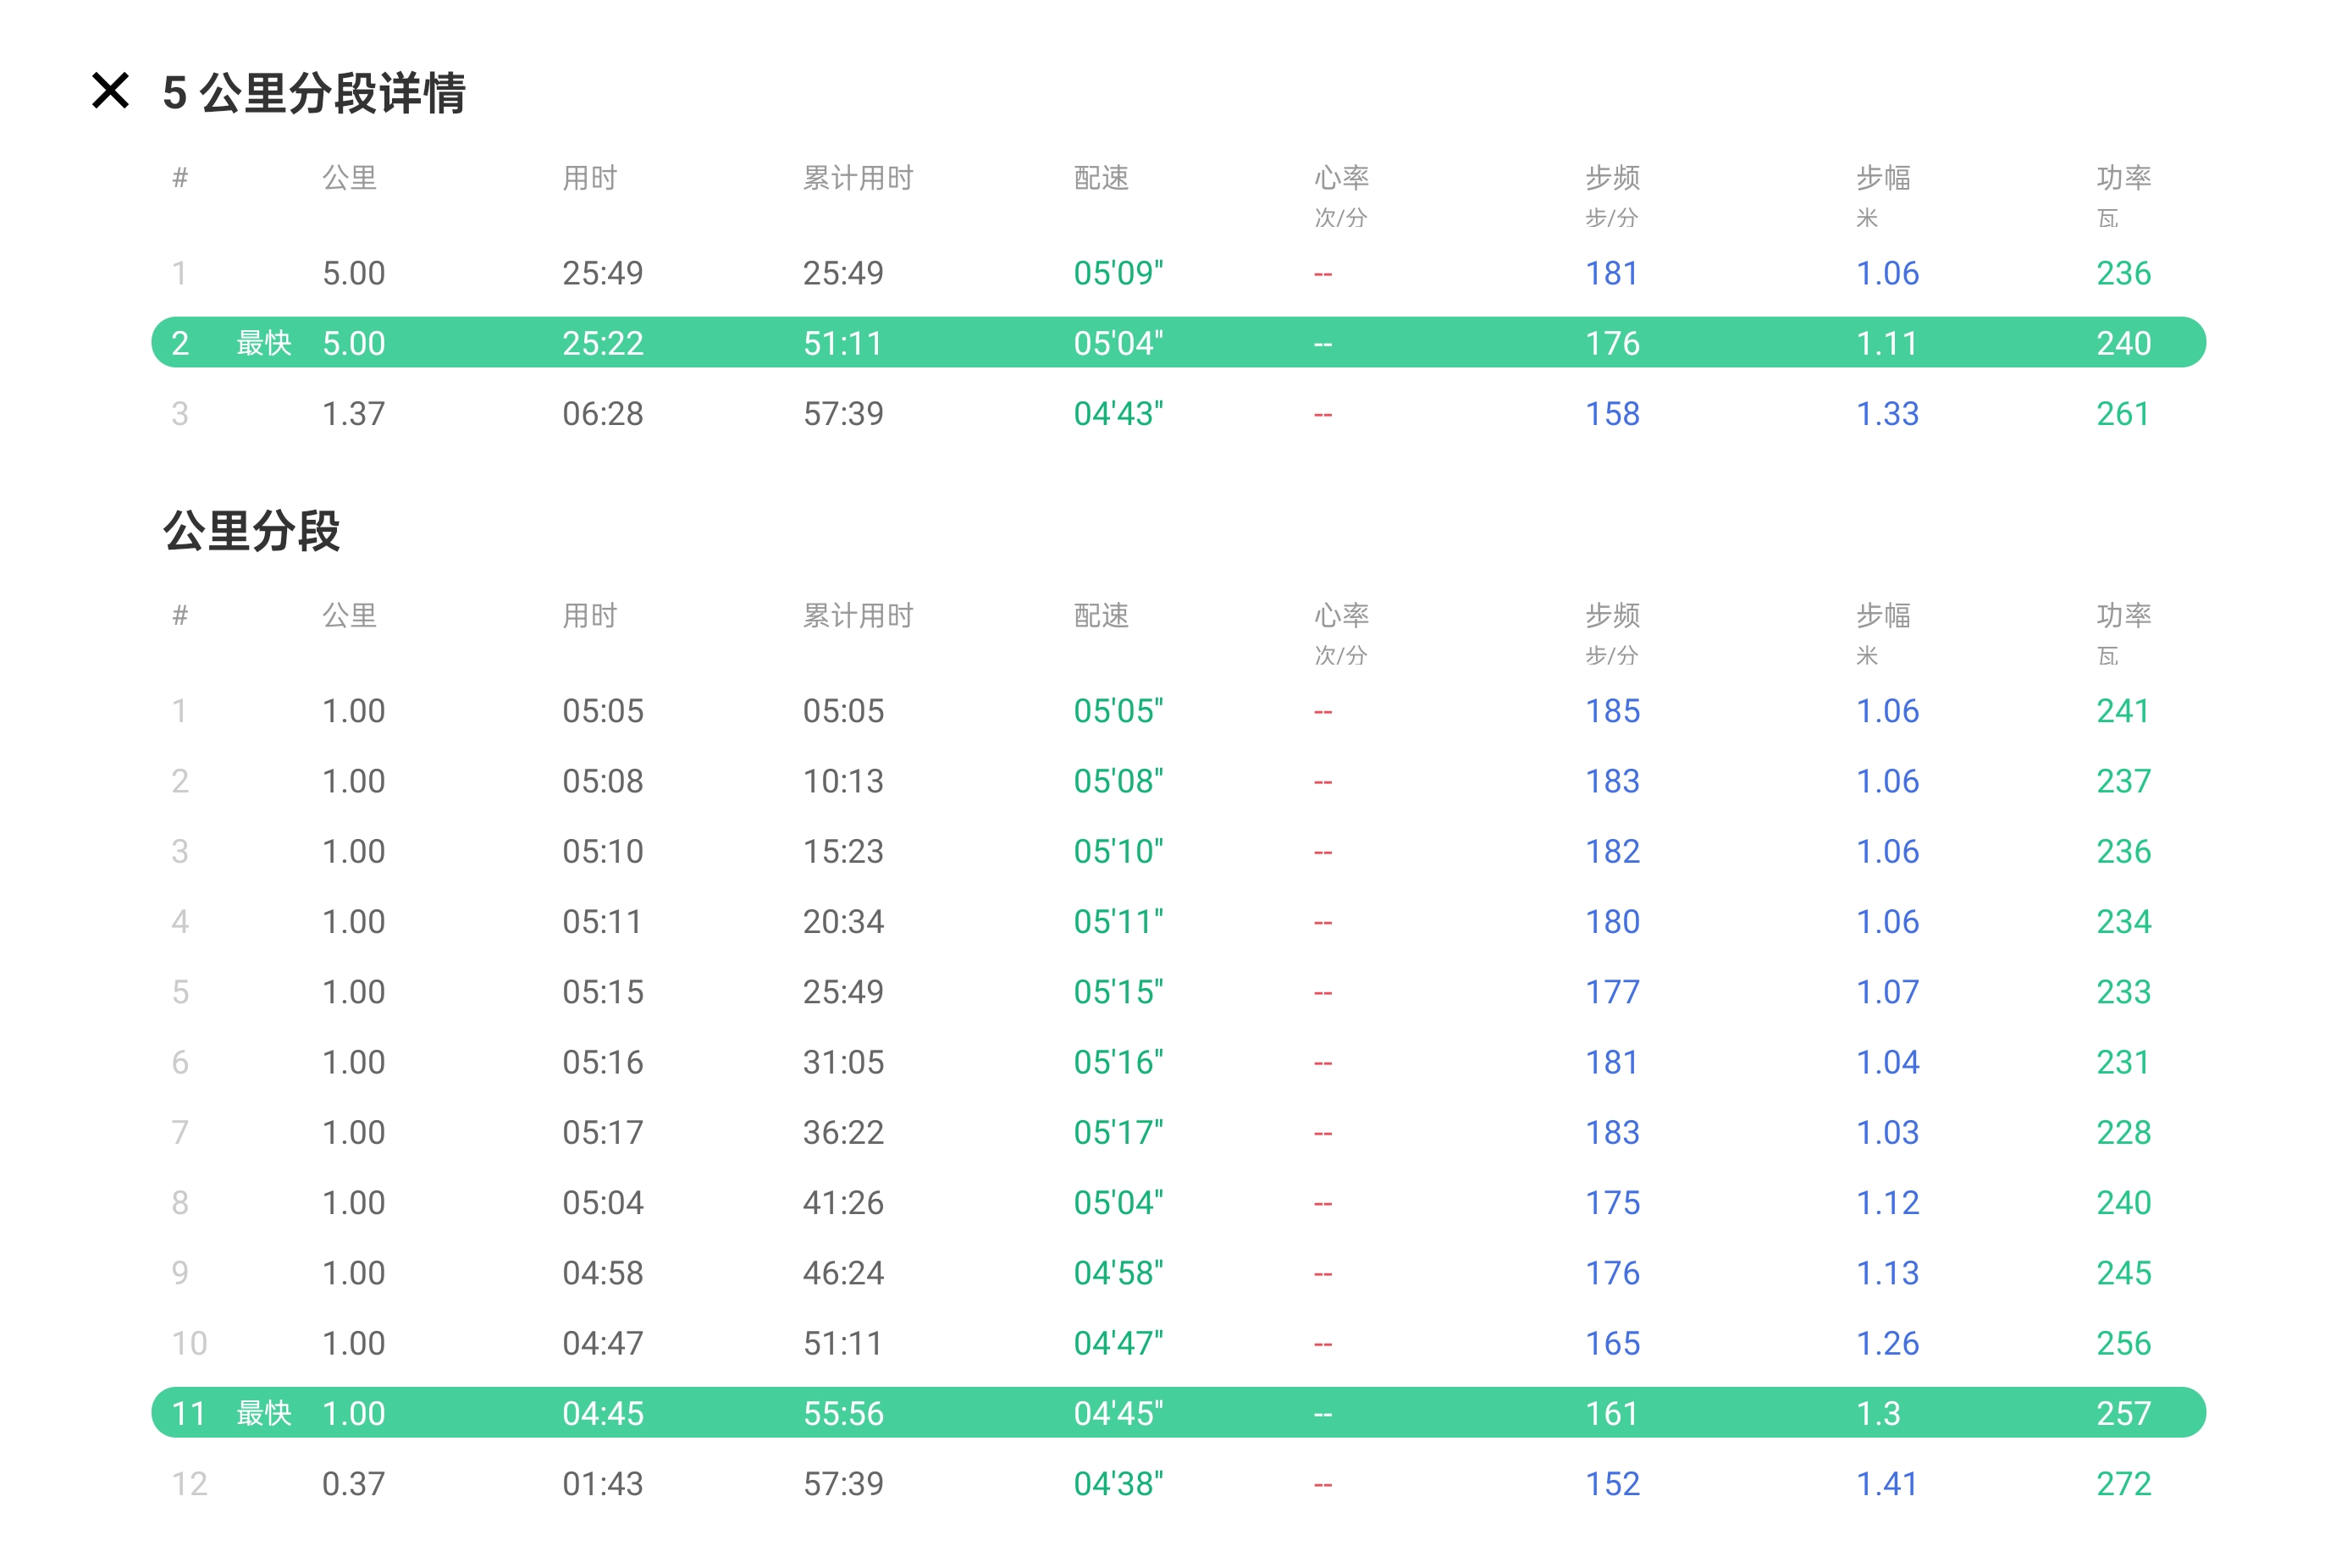 5 公里分段详情
# 公里 用时 累计用时 配速 心率 步频 步幅 功率
次/分 步/分 米 瓦
1 5.00 25:49 25:49 05'09" -- 181 1.06 236
2 最快 5.00 25:22 51:11 05'04" -- 176 1.11 240
3 1.37 06:28 57:39 04'43" -- 158 1.33 261
公里分段
# 公里 用时 累计用时 配速 心率 步频 步幅 功率
次/分 步/分 米 瓦
1 1.00 05:05 05:05 05'05" -- 185 1.06 241
2 1.00 05:08 10:13 05'08" -- 183 1.06 237
3 1.00 05:10 15:23 05'10" -- 182 1.06 236
4 1.00 05:11 20:34 05'11" -- 180 1.06 234
5 1.00 05:15 25:49 05'15" -- 177 1.07 233
6 1.00 05:16 31:05 05'16" -- 181 1.04 231
7 1.00 05:17 36:22 05'17" -- 183 1.03 228
8 1.00 05:04 41:26 05'04" -- 175 1.12 240
9 1.00 04:58 46:24 04'58" -- 176 1.13 245
10 1.00 04:47 51:11 04'47" -- 165 1.26 256
11 最快 1.00 04:45 55:56 04'45" -- 161 1.3 257
12 0.37 01:43 57:39 04'38" -- 152 1.41 272